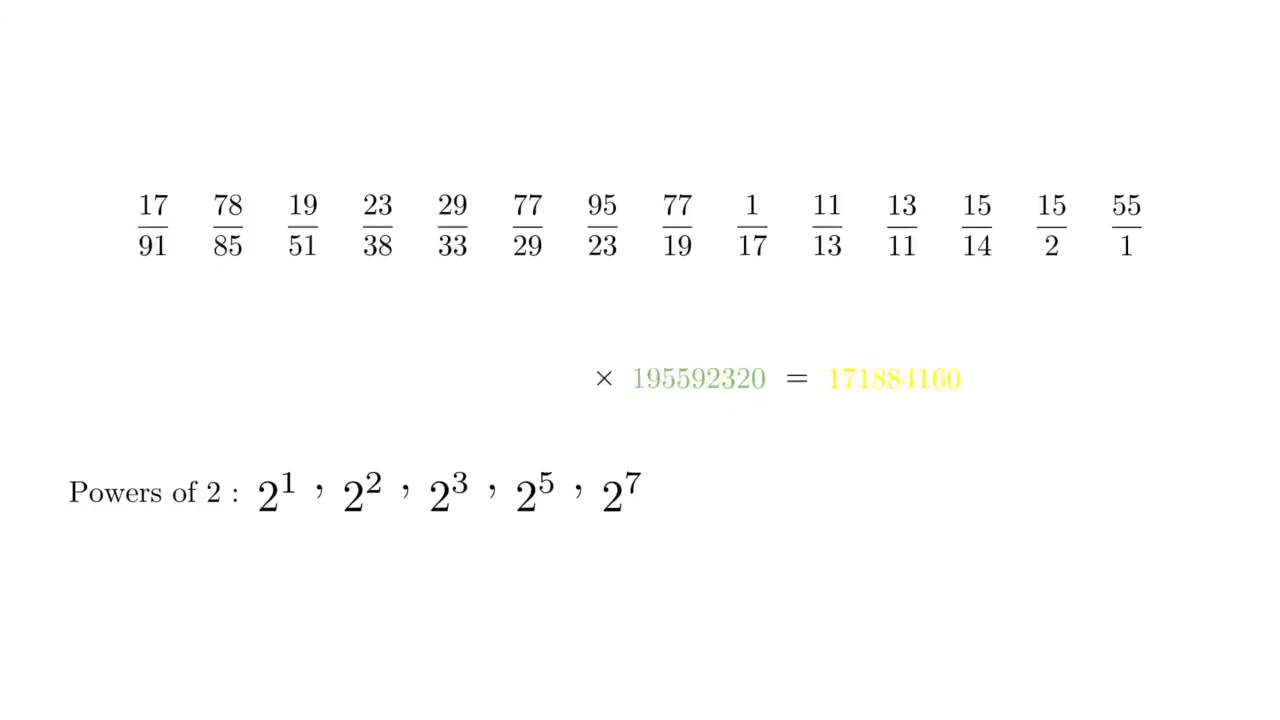 17/91 78/85 19/51 23/38 29/33 77/29 95/23 77/19 1/17 11/13 13/11 15/14 15/2 55/1
× 195592320 = 171884160
Powers of 2 : 2^1 , 2^2 , 2^3 , 2^5 , 2^7